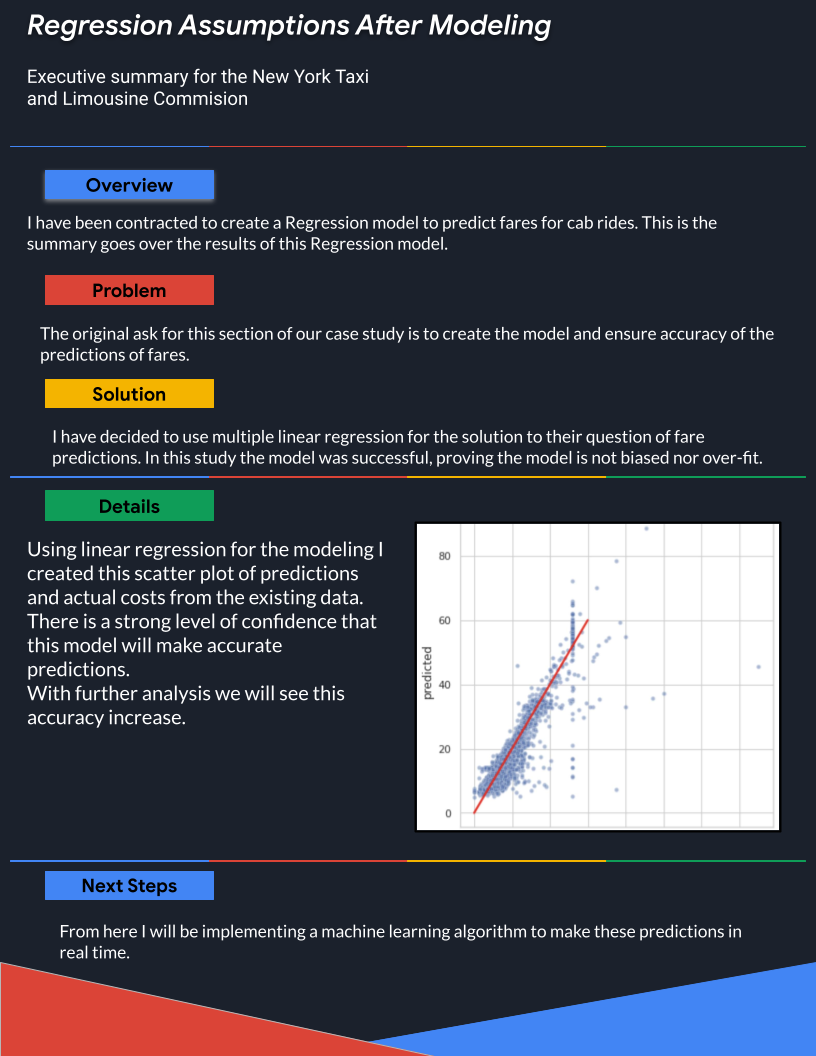 Regression Assumptions After Modeling
Executive summary for the New York Taxi
and Limousine Commision
Overview
I have been contracted to create a Regression model to predict fares for cab rides. This is the
summary goes over the results of this Regression model.
Problem
The original ask for this section of our case study is to create the model and ensure accuracy of the
predictions of fares.
Solution
I have decided to use multiple linear regression for the solution to their question of fare
predictions. In this study the model was successful, proving the model is not biased nor over-fit.
Details
Using linear regression for the modeling I
created this scatter plot of predictions
and actual costs from the existing data.
There is a strong level of confidence that
this model will make accurate
predictions.
With further analysis we will see this
accuracy increase.
predicted
80
60
40
20
0
Next Steps
From here I will be implementing a machine learning algorithm to make these predictions in
real time.